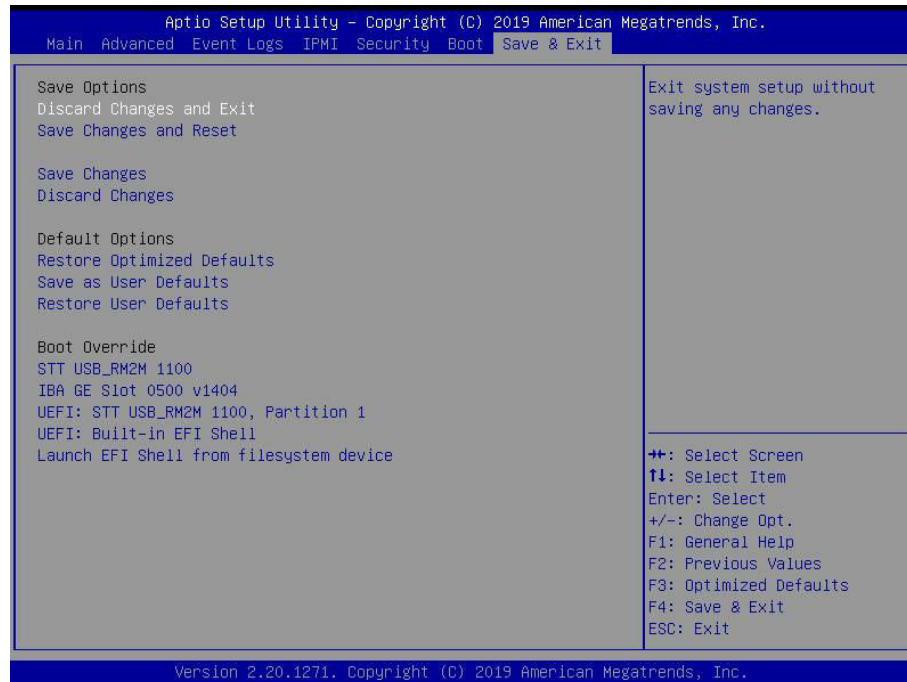 Aptio Setup Utility – Copyright (C) 2019 American Megatrends, Inc.
Main Advanced Event Logs IPMI Security Boot Save & Exit
Save Options
Discard Changes and Exit
Save Changes and Reset
Save Changes
Discard Changes
Default Options
Restore Optimized Defaults
Save as User Defaults
Restore User Defaults
Boot Override
STT USB_RM2M 1100
IBA GE Slot 0500 v1404
UEFI: STT USB_RM2M 1100, Partition 1
UEFI: Built-in EFI Shell
Launch EFI Shell from filesystem device
Exit system setup without
saving any changes.
→←: Select Screen
↑↓: Select Item
Enter: Select
+/-: Change Opt.
F1: General Help
F2: Previous Values
F3: Optimized Defaults
F4: Save & Exit
ESC: Exit
Version 2.20.1271. Copyright (C) 2019 American Megatrends, Inc.